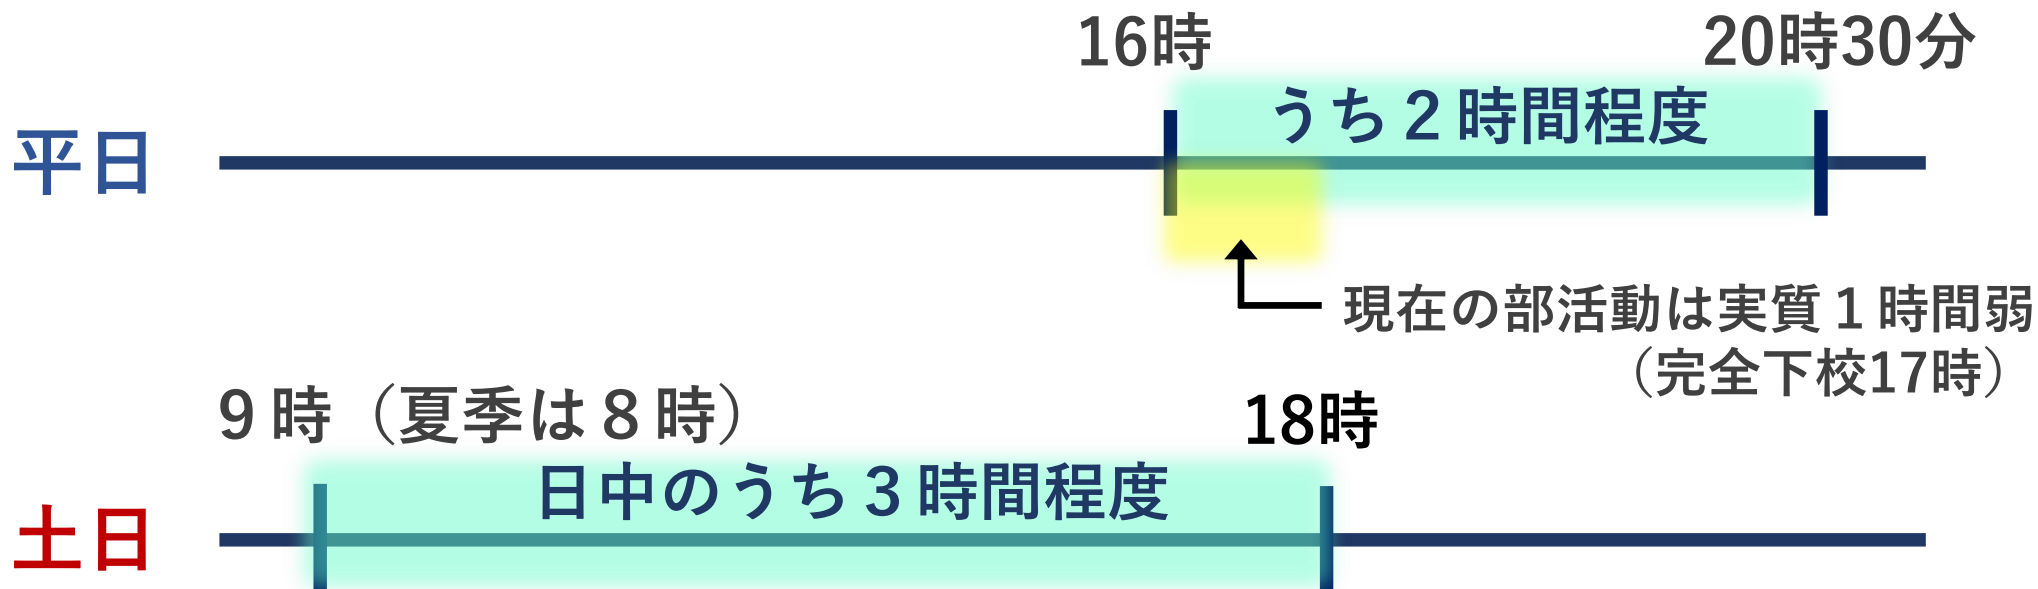 16時
20時30分
平日
うち２時間程度
現在の部活動は実質１時間弱
（完全下校17時）
９時（夏季は８時）
18時
土日
日中のうち３時間程度